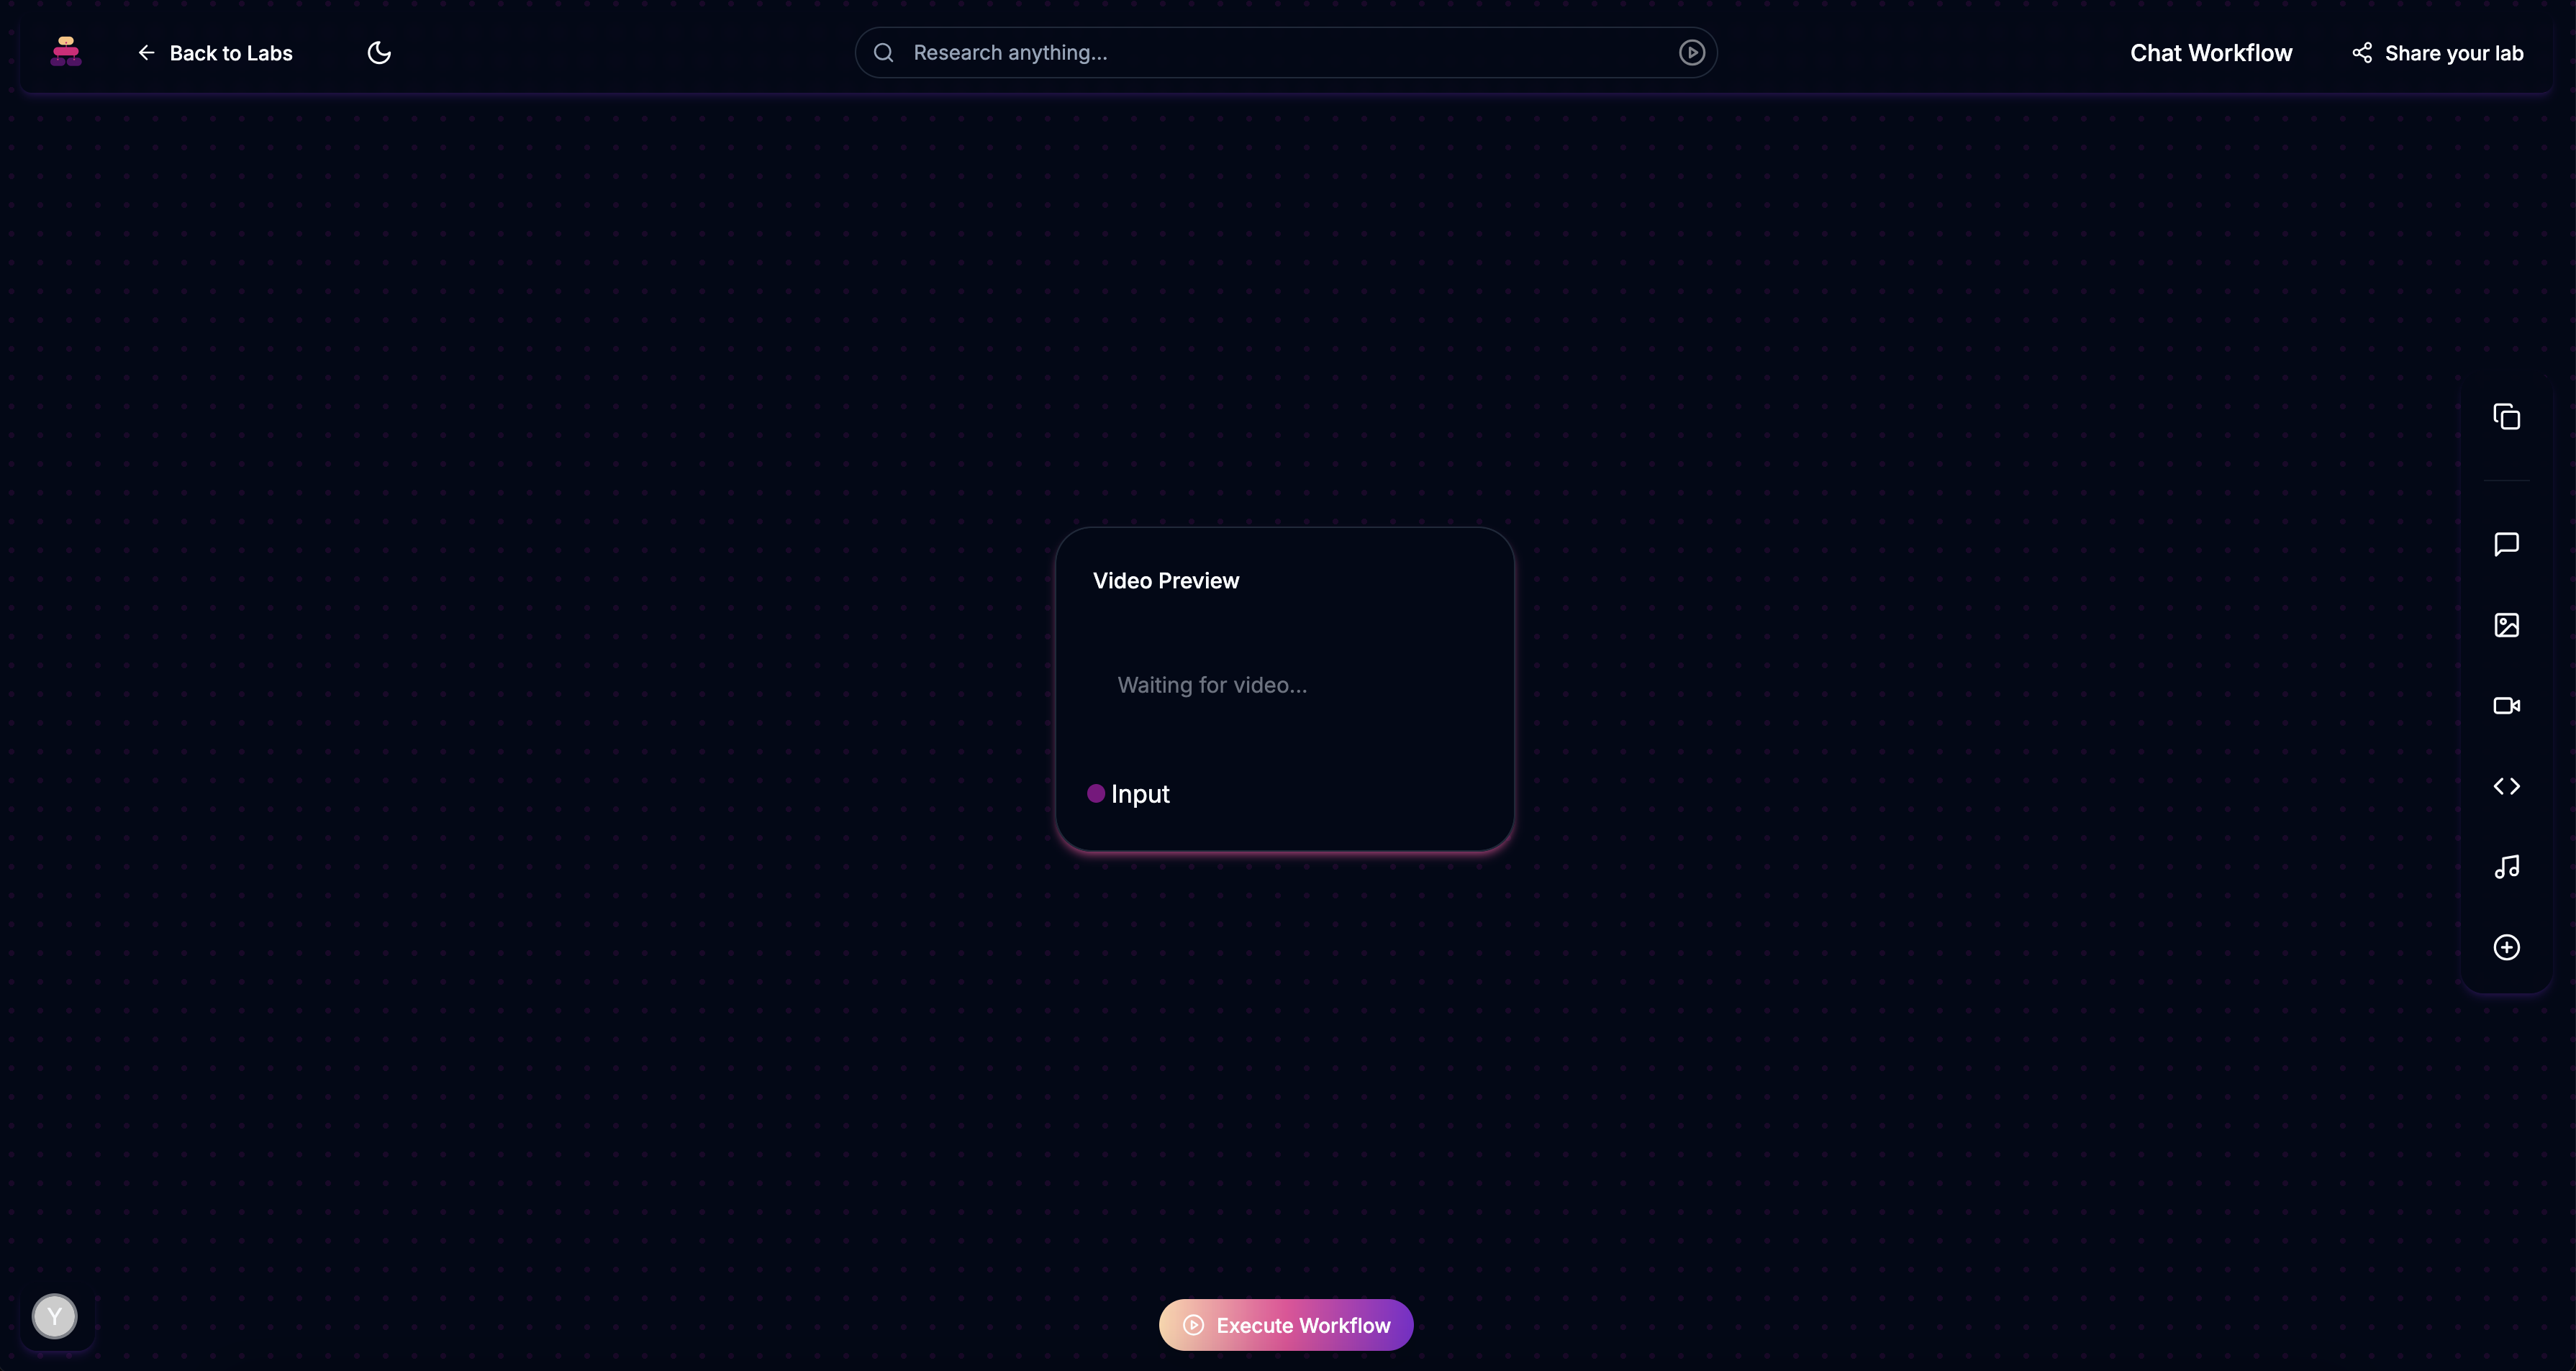 Back to Labs
Research anything...
Chat Workflow
Share your lab
Video Preview
Waiting for video...
Input
Y
Execute Workflow